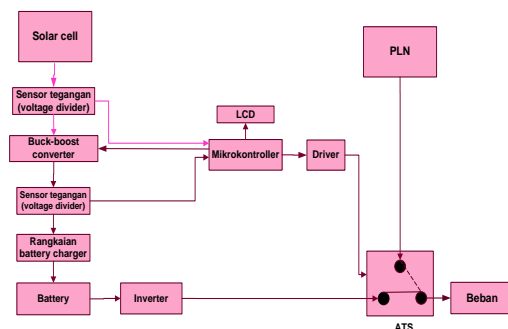 Solar cell
PLN
Sensor tegangan
(voltage divider)
LCD
Buck-boost
converter
Mikrokontroller
Driver
Sensor tegangan
(voltage divider)
Rangkaian
battery charger
Battery
Inverter
Beban
ATS